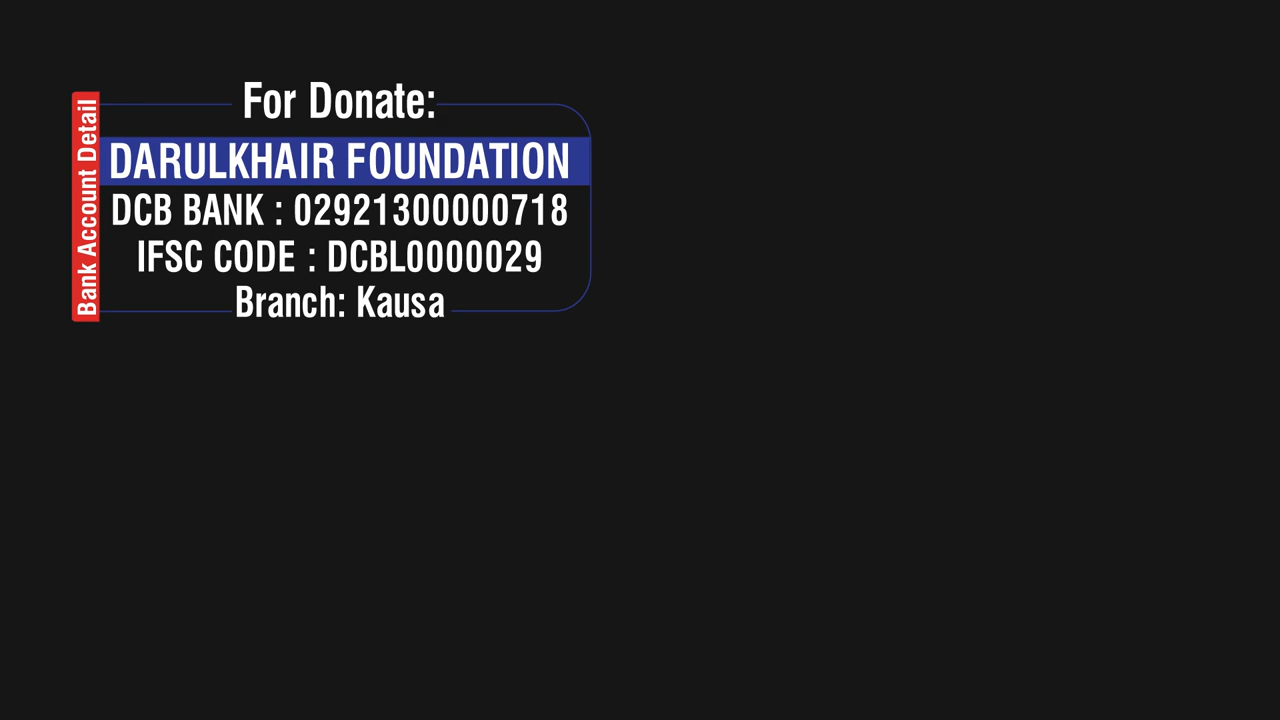 For Donate:
Bank Account Detail
DARULKHAIR FOUNDATION
DCB BANK : 02921300000718
IFSC CODE : DCBL0000029
Branch: Kausa